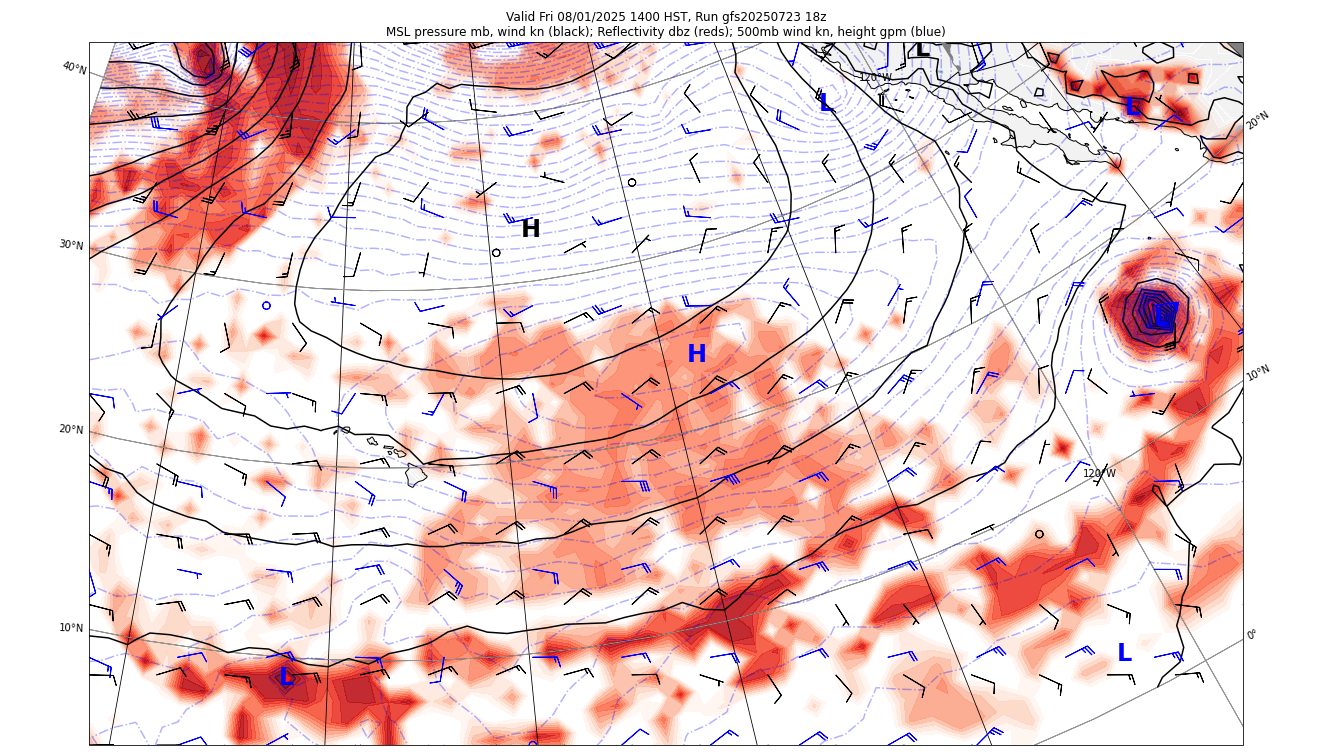 Valid Fri 08/01/2025 1400 HST, Run gfs20250723 18z
MSL pressure mb, wind kn (black); Reflectivity dbz (reds); 500mb wind kn, height gpm (blue)
L
40°N
120°W
L
L
20°N
H
30°N
H
10°N
20°N
120°W
10°N
0°
L
L